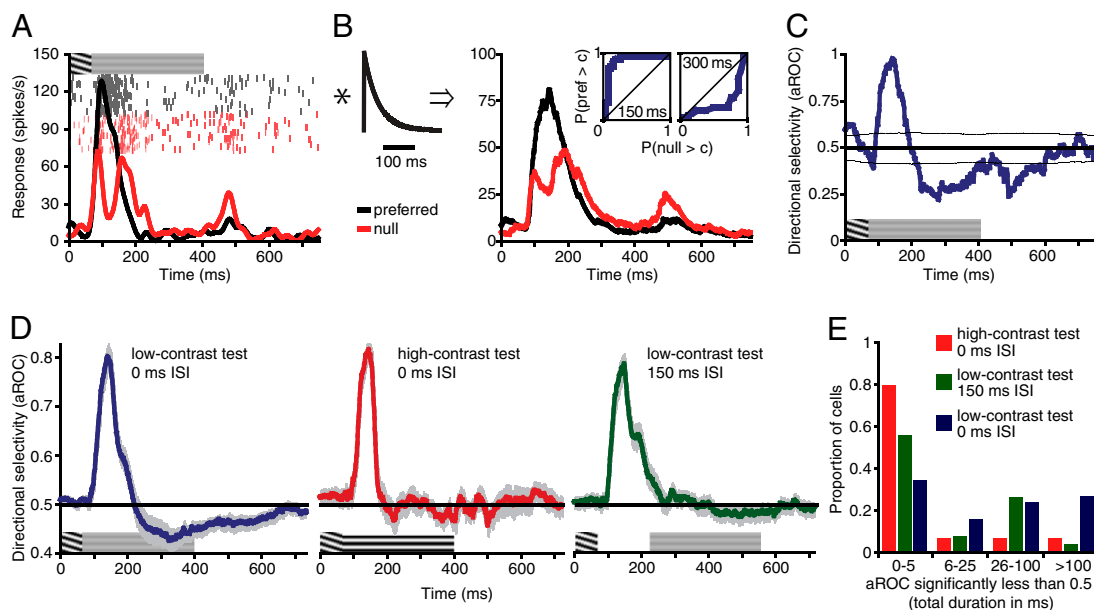 A
Response (spikes/s)
150
120
90
60
30
0
0 200 400 600
Time (ms)
B
*
⇒
100 ms
preferred
null
100
75
50
25
0
0 200 400 600
Time (ms)
P(pref > c)
1
150 ms
0 1
300 ms
0 1
P(null > c)
C
Directional selectivity (aROC)
1
0.75
0.5
0.25
0
0 200 400 600
Time (ms)
D
Directional selectivity (aROC)
0.8
0.7
0.6
0.5
0.4
low-contrast test
0 ms ISI
0 200 400 600
high-contrast test
0 ms ISI
0 200 400 600
low-contrast test
150 ms ISI
0 200 400 600
Time (ms)
E
Proportion of cells
1
0.8
0.6
0.4
0.2
0
high-contrast test
0 ms ISI
low-contrast test
150 ms ISI
low-contrast test
0 ms ISI
0-5 6-25 26-100 >100
aROC significantly less than 0.5
(total duration in ms)